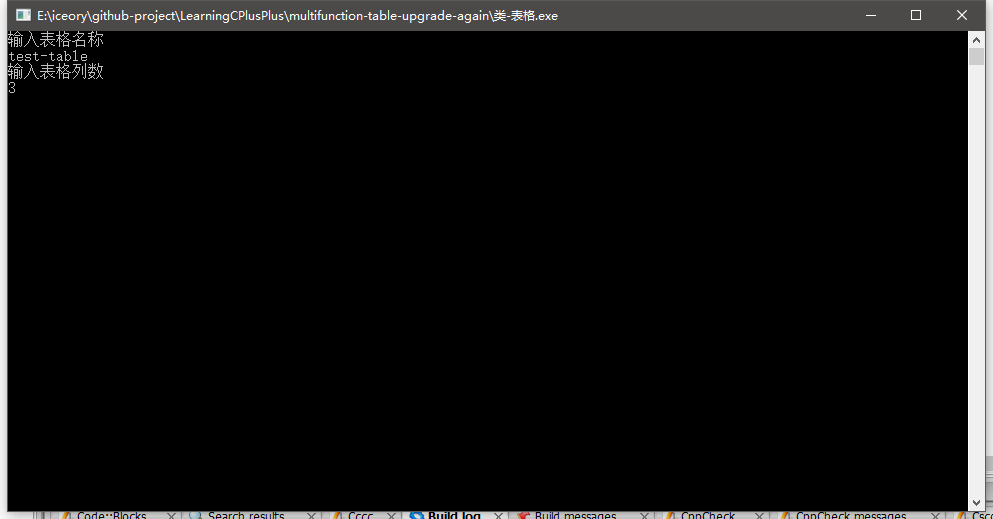 E:\iceory\github-project\LearningCPlusPlus\multifunction-table-upgrade-again\类-表格.exe
输入表格名称
test-table
输入表格列数
3
Code::Blocks
Search results
Cccc
Build log
Build messages
CppCheck
CppCheck messages
Csco